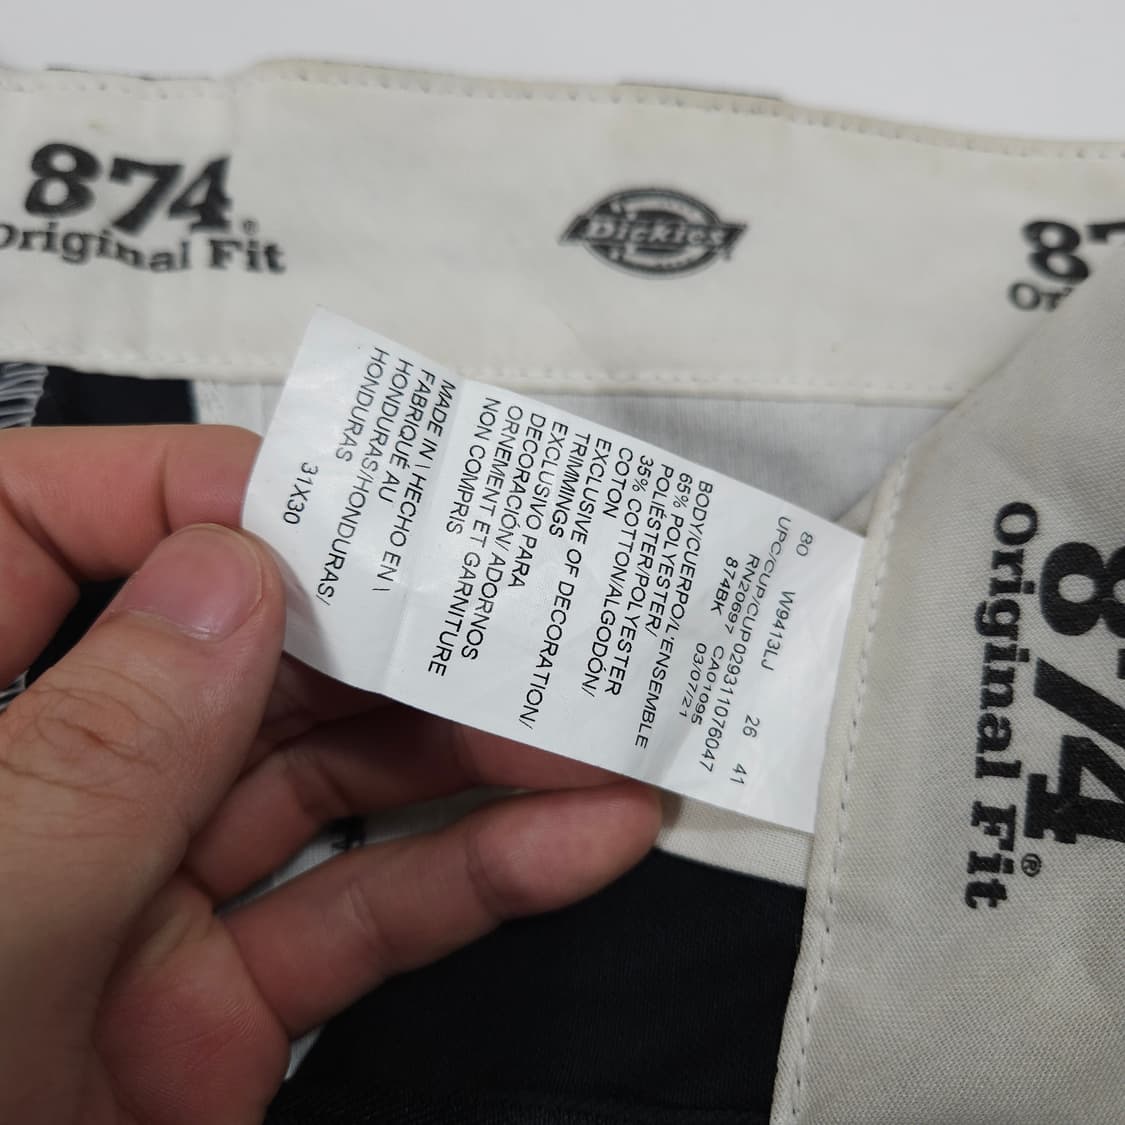 874®
Original Fit
Dickies
80 W9413LJ 26 41
UPC/CUP/CUP 029311076047
RN20697 CA01095
874BK 03/07/21
BODY/CUERPO/L'ENSEMBLE
65% POLYESTER/
POLIÉSTER/POLYESTER
35% COTTON/ALGODÓN/
COTON
EXCLUSIVE OF DECORATION/
TRIMMINGS
EXCLUSIVO PARA
DECORACIÓN/ADORNOS
ORNEMENT ET GARNITURE
NON COMPRIS
MADE IN | HECHO EN |
FABRIQUÉ AU
HONDURAS/HONDURAS/
HONDURAS
31X30
87
Or
874®
Original Fit